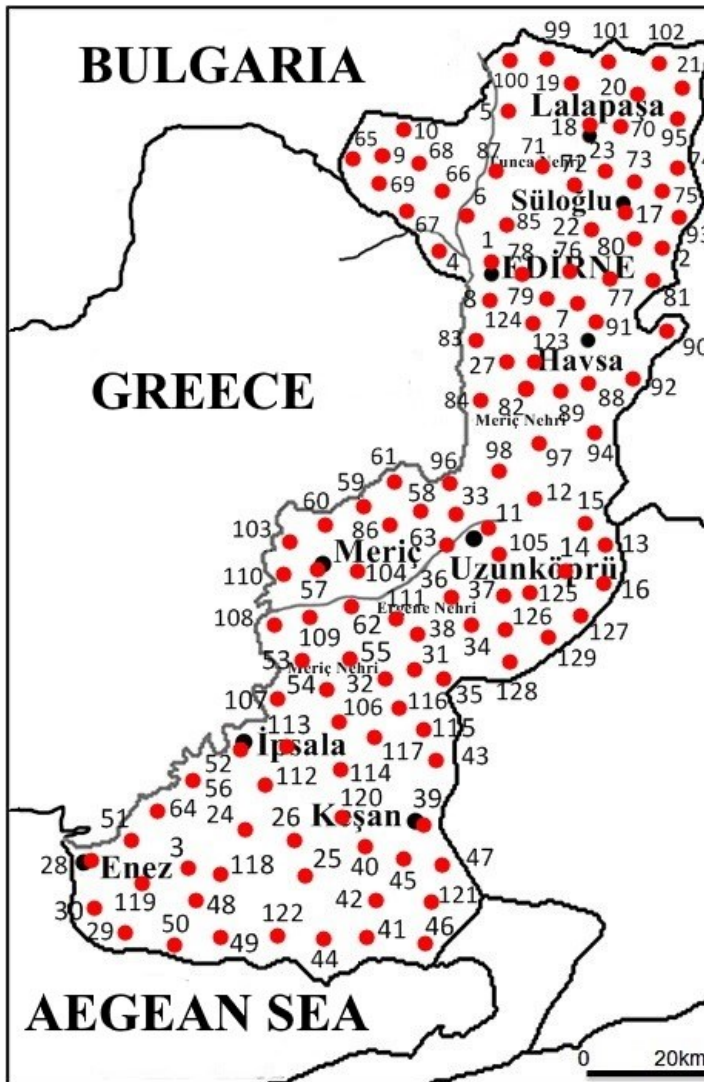 BULGARIA
99 101 102
100 19 20 21
Lalapaşa
5 18 70 95
10
65 9 68 87 71 23 73 74
Tunca Nehri
72
69 66 Süloğlu 75
67 6 85 22 17 93
4 1 78 76 80 2
EDİRNE
8 79 77 81
124 7 91 90
83 123
27 Havsa
GREECE
84 82 89 88 92
Meriç Nehri
98 97 94
61 96
59 58 33 12
60 86 11 15
103 63 105 14 13
Meriç Uzunköprü
110 57 104 36 37 125 16
111
Ergene Nehri
108 109 62 38 34 126 127
53 55 31 129
Meriç Nehri
54 32 35 128
107 106 116
113 115
İpsala
52 117 43
56 112 114
64 24 120 39
51 26 Keşan
28 Enez 3 118 25 40 45 47
30 119 48 42 121
29 50 49 122 44 41 46
AEGEAN SEA
0 20km